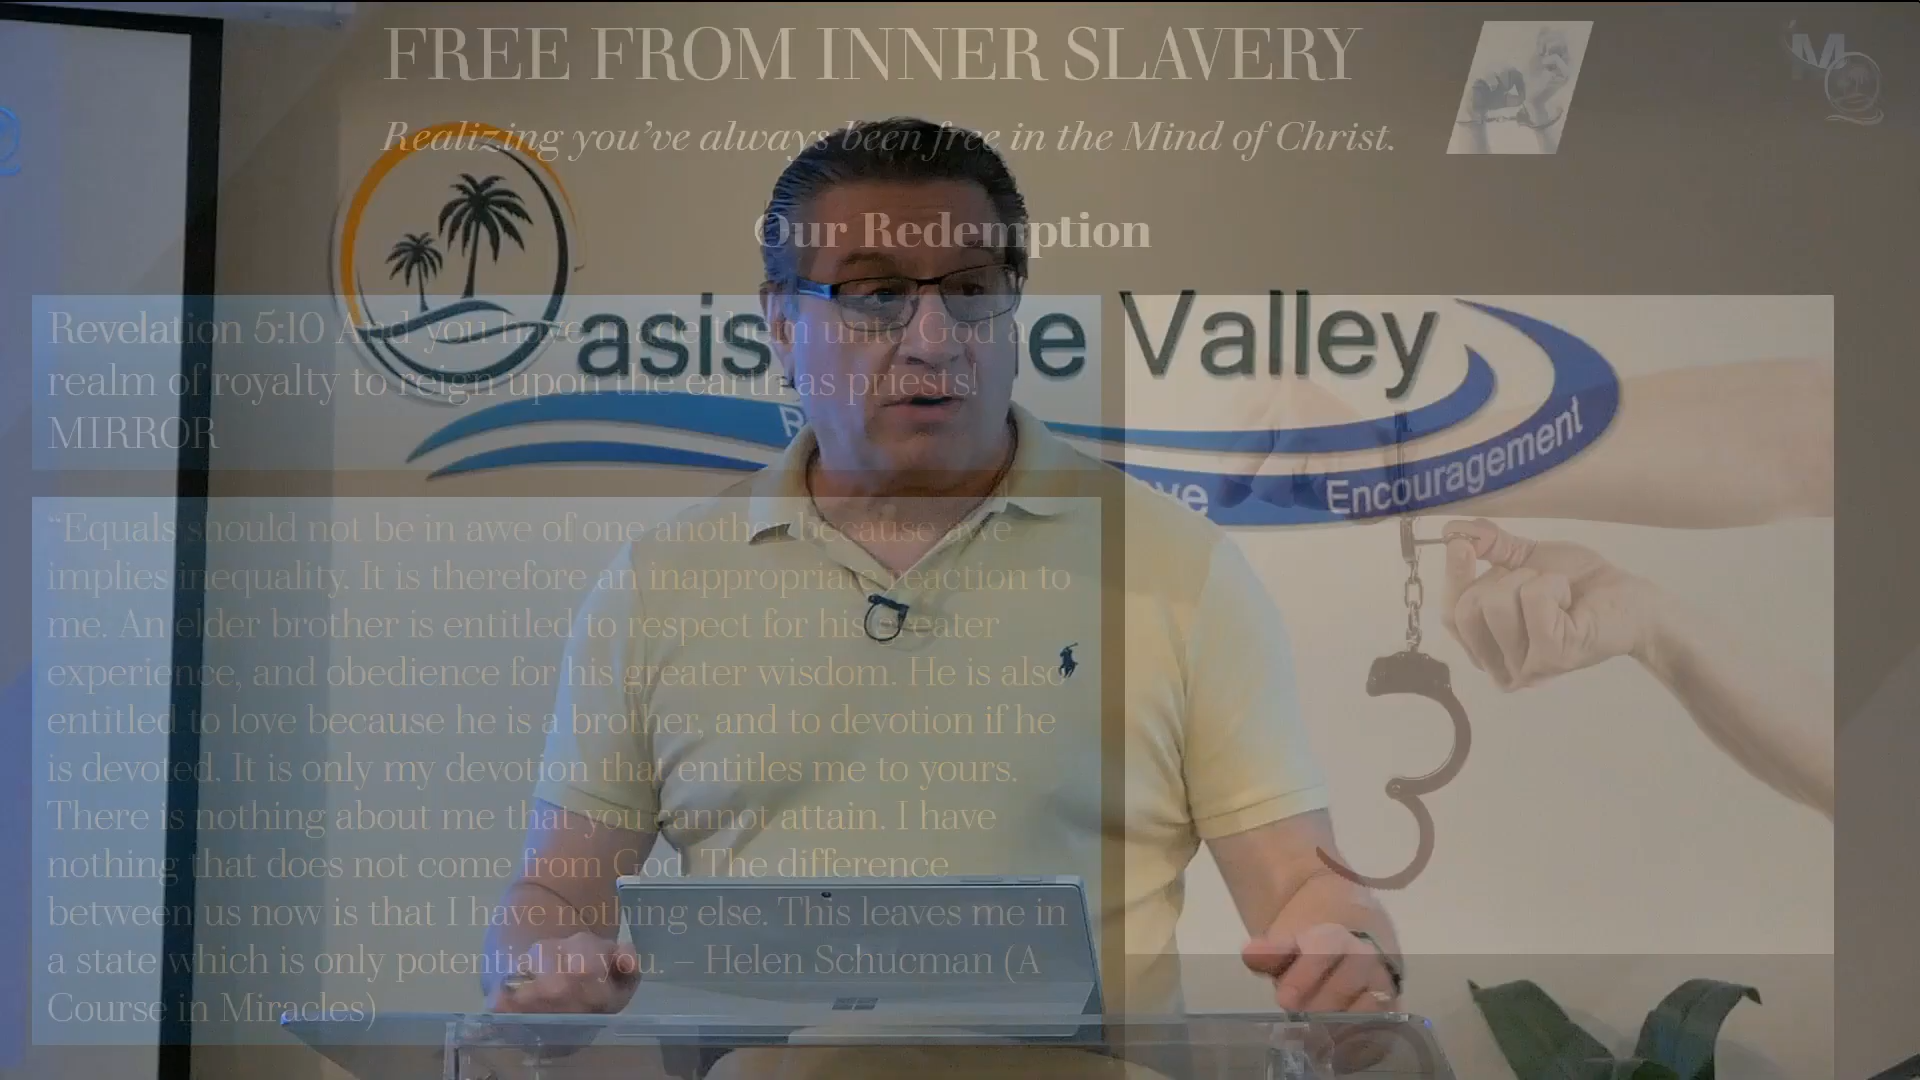 FREE FROM INNER SLAVERY
Realizing you've always been free in the Mind of Christ.
Our Redemption
Revelation 5:10 And you have made them unto God a
realm of royalty to reign upon the earth as priests!
MIRROR
"Equals should not be in awe of one another because awe
implies inequality. It is therefore an inappropriate reaction to
me. An elder brother is entitled to respect for his greater
experience, and obedience for his greater wisdom. He is also
entitled to love because he is a brother, and to devotion if he
is devoted. It is only my devotion that entitles me to yours.
There is nothing about me that you cannot attain. I have
nothing that does not come from God. The difference
between us now is that I have nothing else. This leaves me in
a state which is only potential in you. – Helen Schucman (A
Course in Miracles)
asis Valley
Encouragement
M